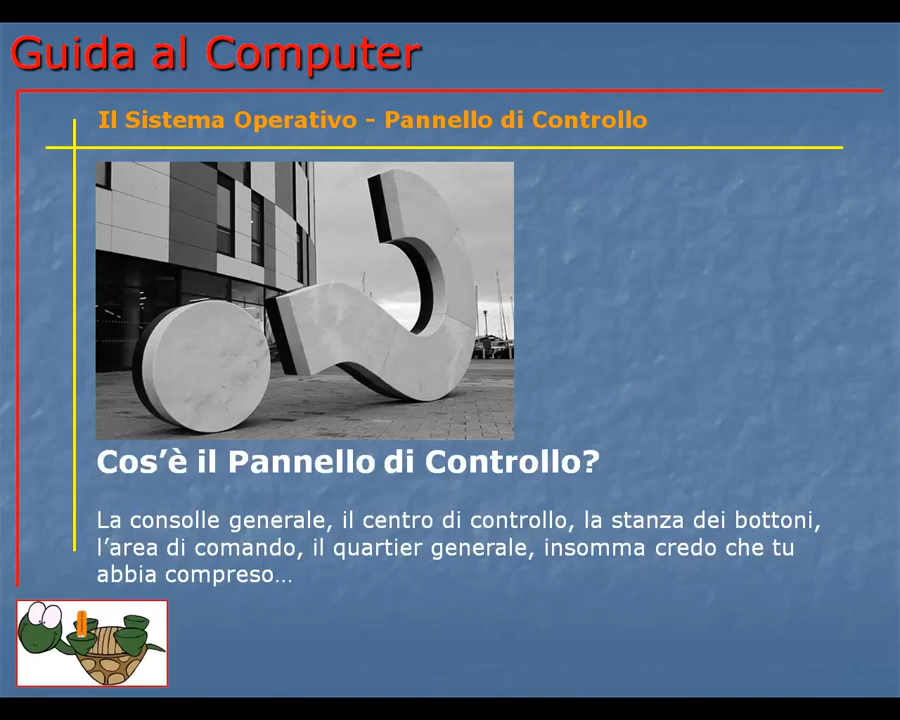 Guida al Computer
Il Sistema Operativo - Pannello di Controllo
Cos’è il Pannello di Controllo?
La consolle generale, il centro di controllo, la stanza dei bottoni,
l’area di comando, il quartier generale, insomma credo che tu
abbia compreso…